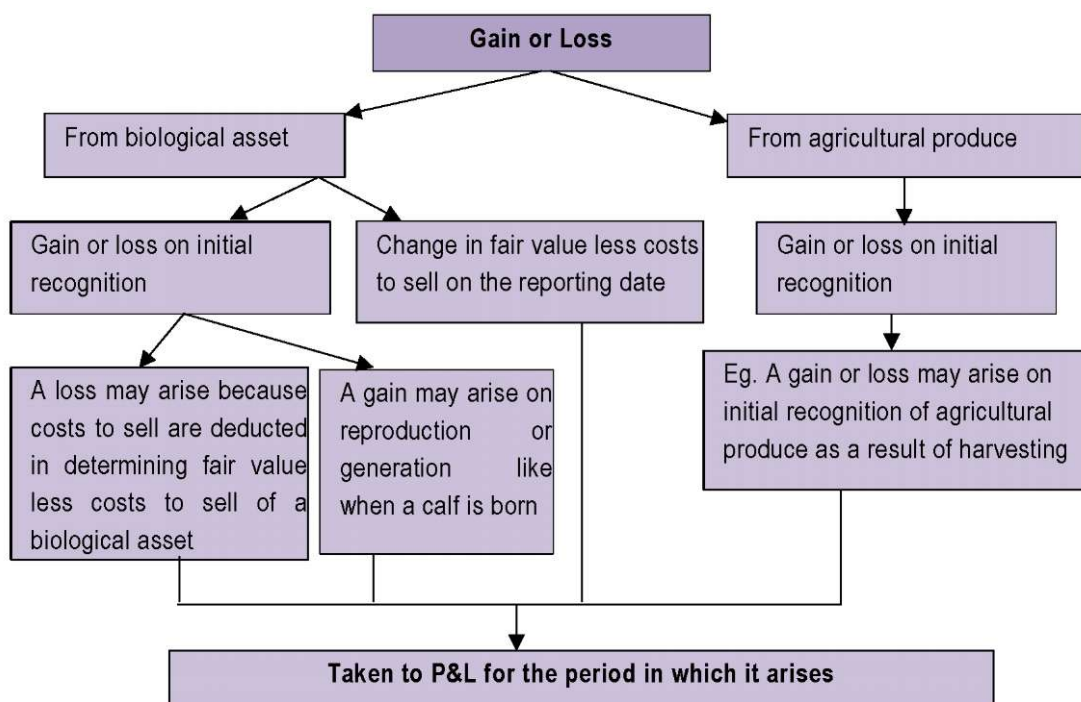 Gain or Loss
From biological asset
From agricultural produce
Gain or loss on initial
recognition
Change in fair value less costs
to sell on the reporting date
Gain or loss on initial
recognition
A loss may arise because
costs to sell are deducted
in determining fair value
less costs to sell of a
biological asset
A gain may arise on
reproduction or
generation like
when a calf is born
Eg. A gain or loss may arise on
initial recognition of agricultural
produce as a result of harvesting
Taken to P&L for the period in which it arises